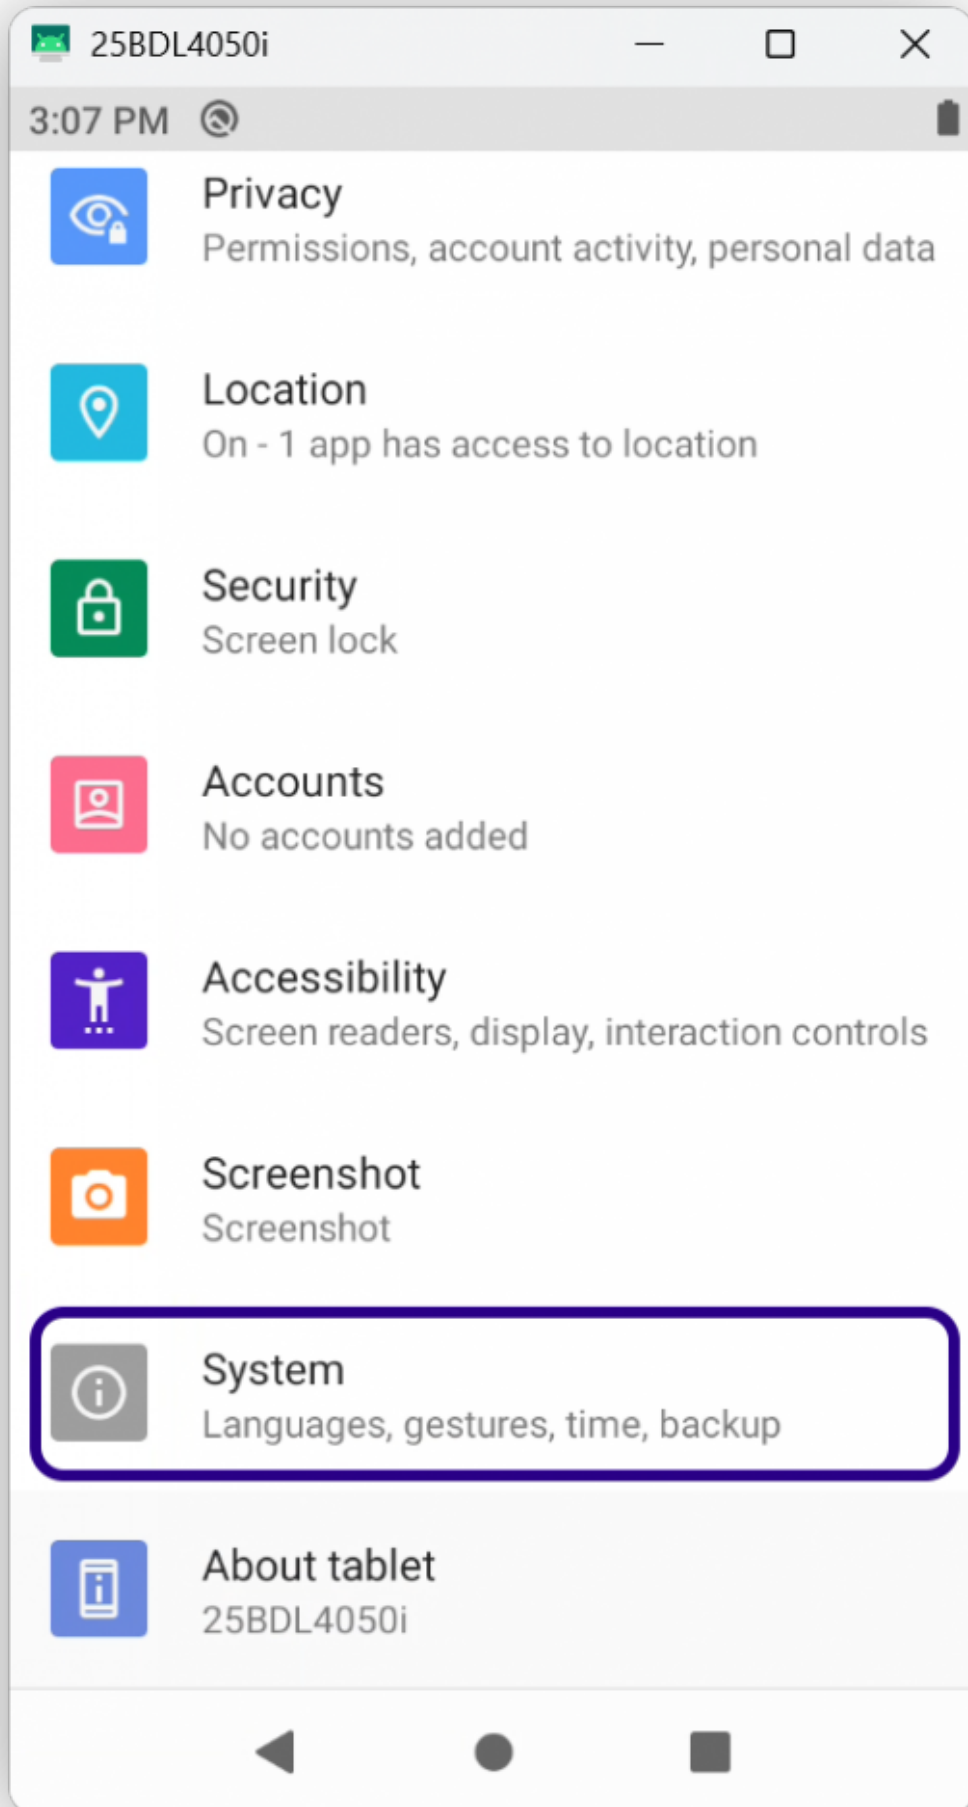 25BDL4050i
3:07 PM
Privacy
Permissions, account activity, personal data
Location
On - 1 app has access to location
Security
Screen lock
Accounts
No accounts added
Accessibility
Screen readers, display, interaction controls
Screenshot
Screenshot
System
Languages, gestures, time, backup
About tablet
25BDL4050i